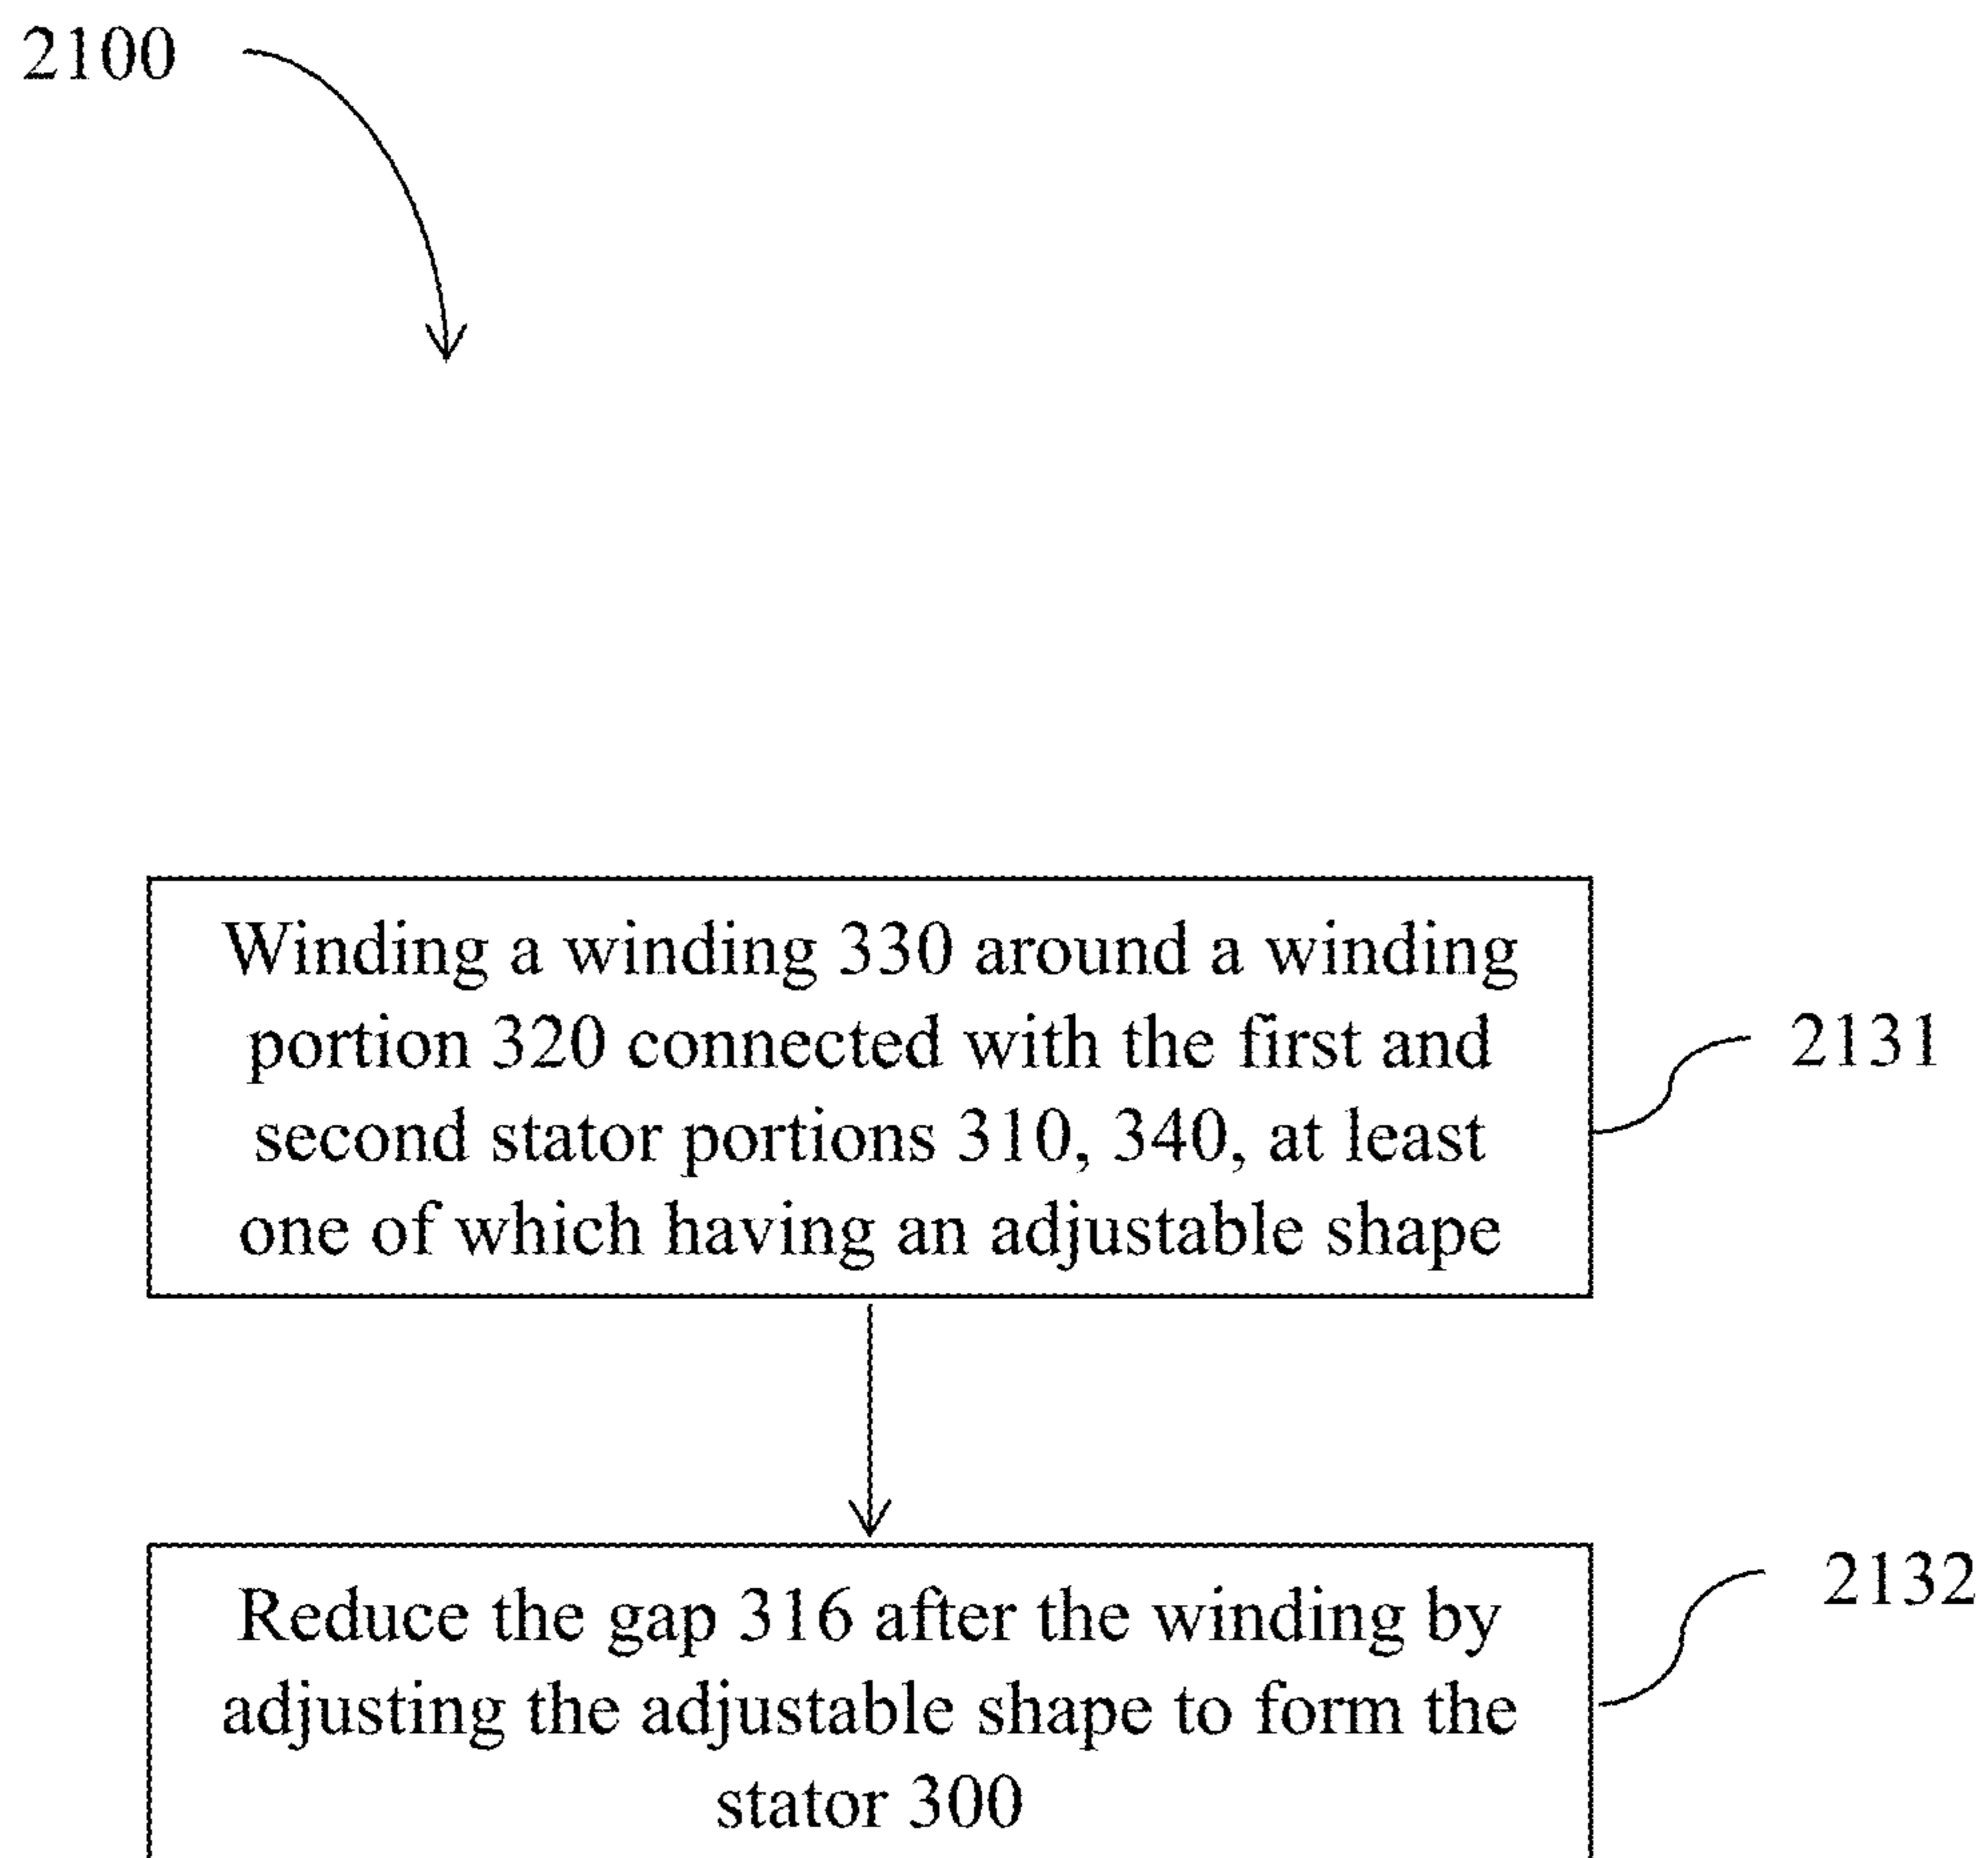 2100
Winding a winding 330 around a winding
portion 320 connected with the first and
second stator portions 310, 340, at least
one of which having an adjustable shape
2131
Reduce the gap 316 after the winding by
adjusting the adjustable shape to form the
stator 300
2132